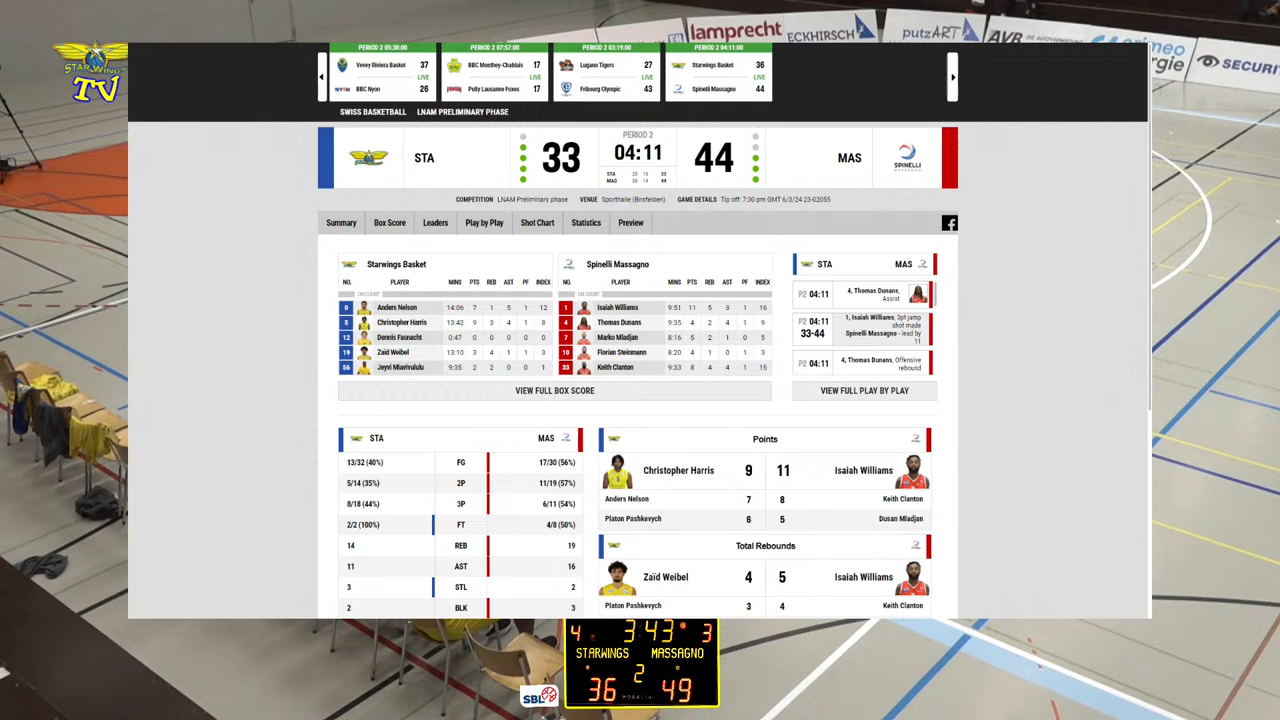 STAR WINGS
TV
lamprecht
ECKHIRSCH
putzART
AVR
primeo
energie
SECURITY
PERIOD 2 05:38:00
Vevey Riviera Basket 37
LIVE
BBC Nyon 26
PERIOD 2 07:57:00
BBC Monthey-Chablais 17
LIVE
Pully Lausanne Foxes 17
PERIOD 2 03:19:00
Lugano Tigers 27
LIVE
Fribourg Olympic 43
PERIOD 2 04:11:00
Starwings Basket 36
LIVE
Spinelli Massagno 44
SWISS BASKETBALL LNAM PRELIMINARY PHASE
STA 33
PERIOD 2
04:11
STA 20 16 33
MAS 30 14 44
44 MAS
SPINELLI
MASSAGNO
COMPETITION LNAM Preliminary phase VENUE Sporthalle (Birsfelden) GAME DETAILS Tip off: 7:30 pm GMT 6/3/24 23-02055
Summary Box Score Leaders Play by Play Shot Chart Statistics Preview
Starwings Basket
NO. PLAYER MINS PTS REB AST PF INDEX
ON COURT
0 Anders Nelson 14:06 7 1 5 1 12
5 Christopher Harris 13:42 9 3 4 1 8
12 Dennis Fasnacht 0:47 0 0 0 0 0
19 Zaïd Weibel 13:10 3 4 1 1 3
56 Jeyvi Miavivululu 9:35 2 2 0 0 1
Spinelli Massagno
NO. PLAYER MINS PTS REB AST PF INDEX
ON COURT
1 Isaiah Williams 9:51 11 5 3 1 16
4 Thomas Dunans 9:35 4 2 4 1 9
7 Marko Mladjan 8:16 5 2 1 0 5
10 Florian Steinmann 8:20 4 1 0 1 3
33 Keith Clanton 9:33 8 4 4 1 15
VIEW FULL BOX SCORE
STA MAS
P2 04:11 4, Thomas Dunans, Assist
P2 04:11 1, Isaiah Williams, 3pt jump shot made
33-44 Spinelli Massagno - lead by 11
P2 04:11 4, Thomas Dunans, Offensive rebound
VIEW FULL PLAY BY PLAY
STA MAS
13/32 (40%) FG 17/30 (56%)
5/14 (35%) 2P 11/19 (57%)
8/18 (44%) 3P 6/11 (54%)
2/2 (100%) FT 4/8 (50%)
14 REB 19
11 AST 16
3 STL 2
2 BLK 3
Points
Christopher Harris 9 11 Isaiah Williams
Anders Nelson 7 8 Keith Clanton
Platon Pashkevych 6 5 Dusan Mladjan
Total Rebounds
Zaïd Weibel 4 5 Isaiah Williams
Platon Pashkevych 3 4 Keith Clanton
4 3:43 3
STARWINGS MASSAGNO
2
36 49
SBL